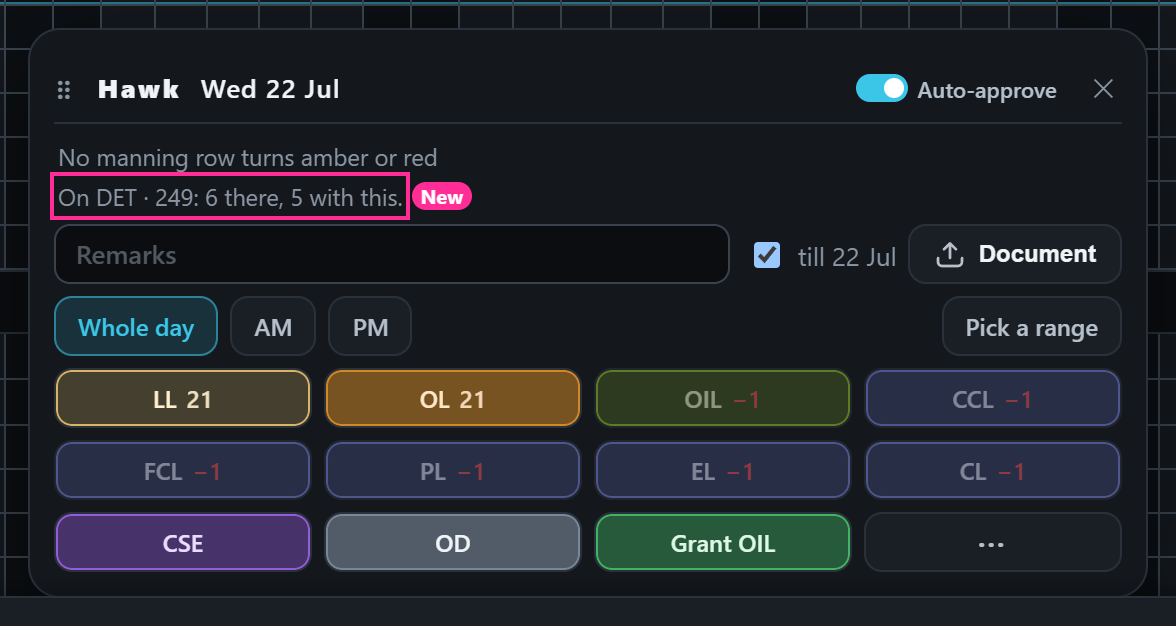 Hawk Wed 22 Jul Auto-approve
No manning row turns amber or red
On DET · 249: 6 there, 5 with this. New
Remarks till 22 Jul Document
Whole day AM PM Pick a range
LL 21 OL 21 OIL −1 CCL −1
FCL −1 PL −1 EL −1 CL −1
CSE OD Grant OIL ...